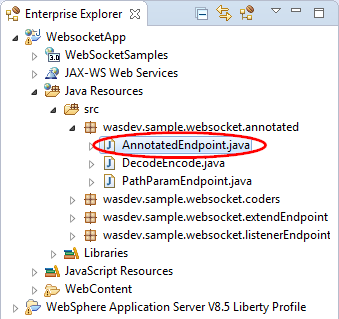 Enterprise Explorer
WebsocketApp
WebSocketSamples
JAX-WS Web Services
Java Resources
src
wasdev.sample.websocket.annotated
AnnotatedEndpoint.java
DecodeEncode.java
PathParamEndpoint.java
wasdev.sample.websocket.coders
wasdev.sample.websocket.extendEndpoint
wasdev.sample.websocket.listenerEndpoint
Libraries
JavaScript Resources
WebContent
WebSphere Application Server V8.5 Liberty Profile